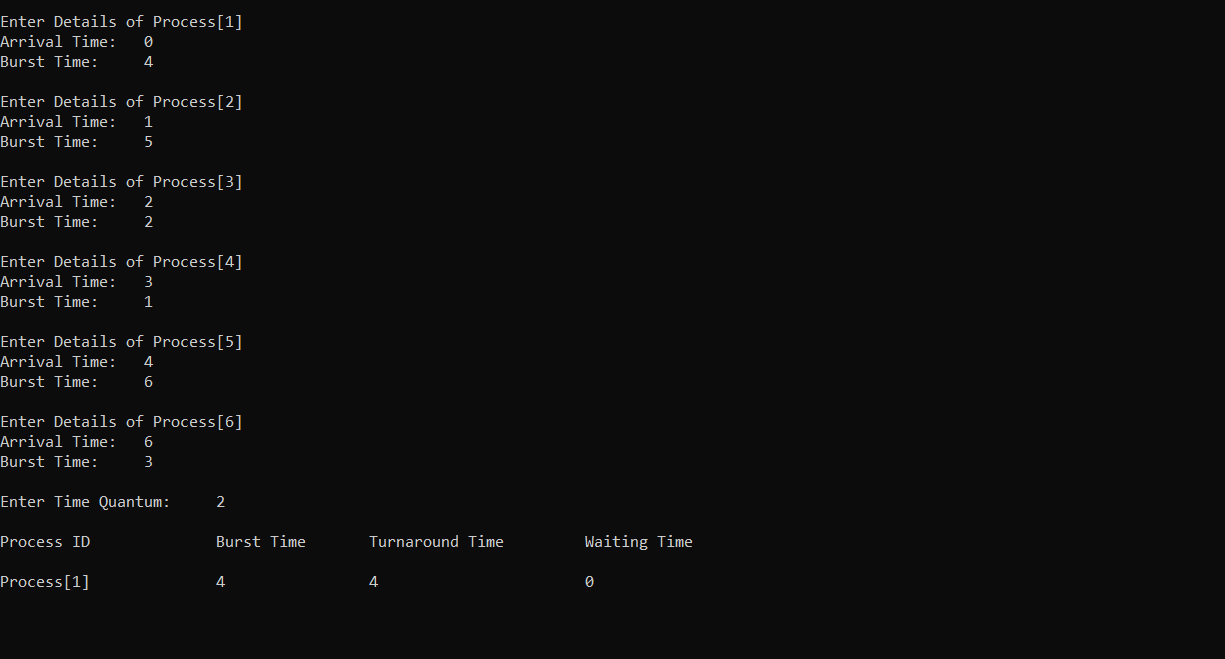 Enter Details of Process[1]
Arrival Time:   0
Burst Time:     4
Enter Details of Process[2]
Arrival Time:   1
Burst Time:     5
Enter Details of Process[3]
Arrival Time:   2
Burst Time:     2
Enter Details of Process[4]
Arrival Time:   3
Burst Time:     1
Enter Details of Process[5]
Arrival Time:   4
Burst Time:     6
Enter Details of Process[6]
Arrival Time:   6
Burst Time:     3
Enter Time Quantum:     2
Process ID              Burst Time       Turnaround Time         Waiting Time
Process[1]              4                4                       0